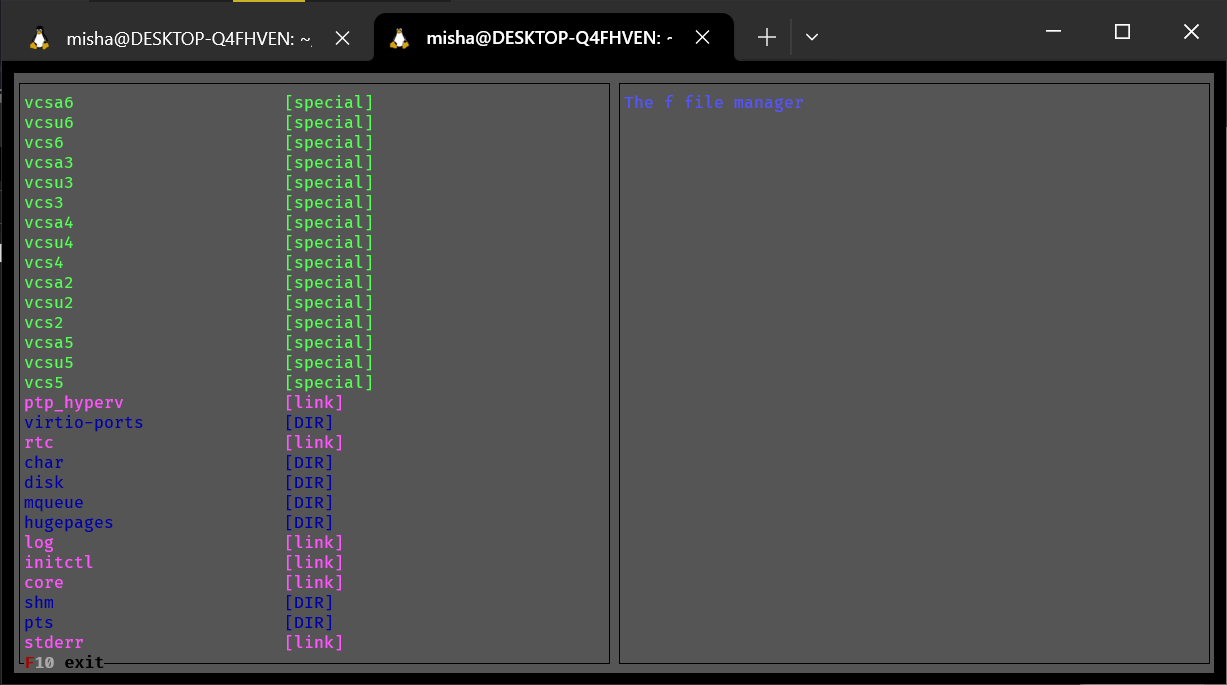 misha@DESKTOP-Q4FHVEN: ~
misha@DESKTOP-Q4FHVEN: ~
vcsa6 [special]
vcsu6 [special]
vcs6 [special]
vcsa3 [special]
vcsu3 [special]
vcs3 [special]
vcsa4 [special]
vcsu4 [special]
vcs4 [special]
vcsa2 [special]
vcsu2 [special]
vcs2 [special]
vcsa5 [special]
vcsu5 [special]
vcs5 [special]
ptp_hyperv [link]
virtio-ports [DIR]
rtc [link]
char [DIR]
disk [DIR]
mqueue [DIR]
hugepages [DIR]
log [link]
initctl [link]
core [link]
shm [DIR]
pts [DIR]
stderr [link]
F10 exit
The f file manager